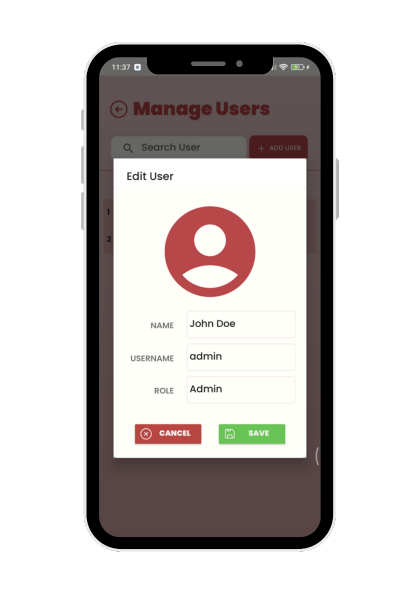 11:37
Manage Users
Search User
+ ADD USER
Edit User
1
2
NAME John Doe
USERNAME admin
ROLE Admin
CANCEL SAVE